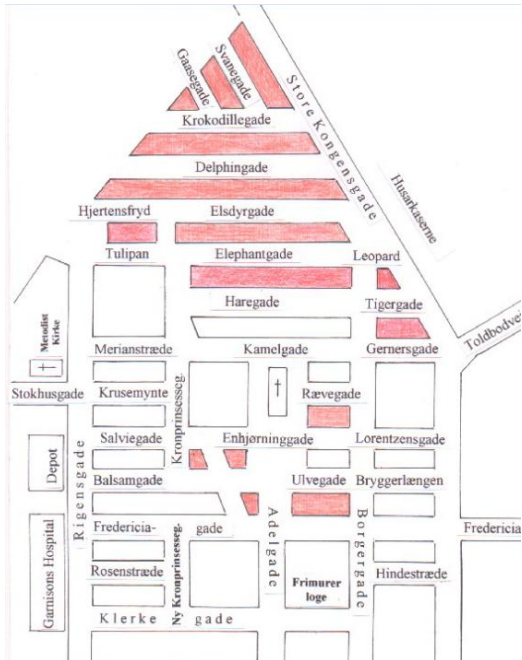 Gaasegade
Svanegade
Store Kongensgade
Krokodillegade
Delphingade
Husarkaserne
Hjertensfryd
Elsdyrgade
Tulipan
Elephantgade
Leopard
Haregade
Tigergade
Toldbodvei
Metodist
Kirke
Merianstræde
Kamelgade
Gernersgade
Stokhusgade
Krusemynte
Kronprinsesseg.
Rævegade
Salviegade
Enhjørninggade
Lorentzensgade
Depot
Rigensgade
Balsamgade
Ulvegade
Bryggerlængen
Garnisons Hospital
Fredericia-
gade
Adelgade
Borgergade
Fredericia
Rosenstræde
Ny Kronprinsesseg.
Frimurer
loge
Hindestræde
Klerke gade